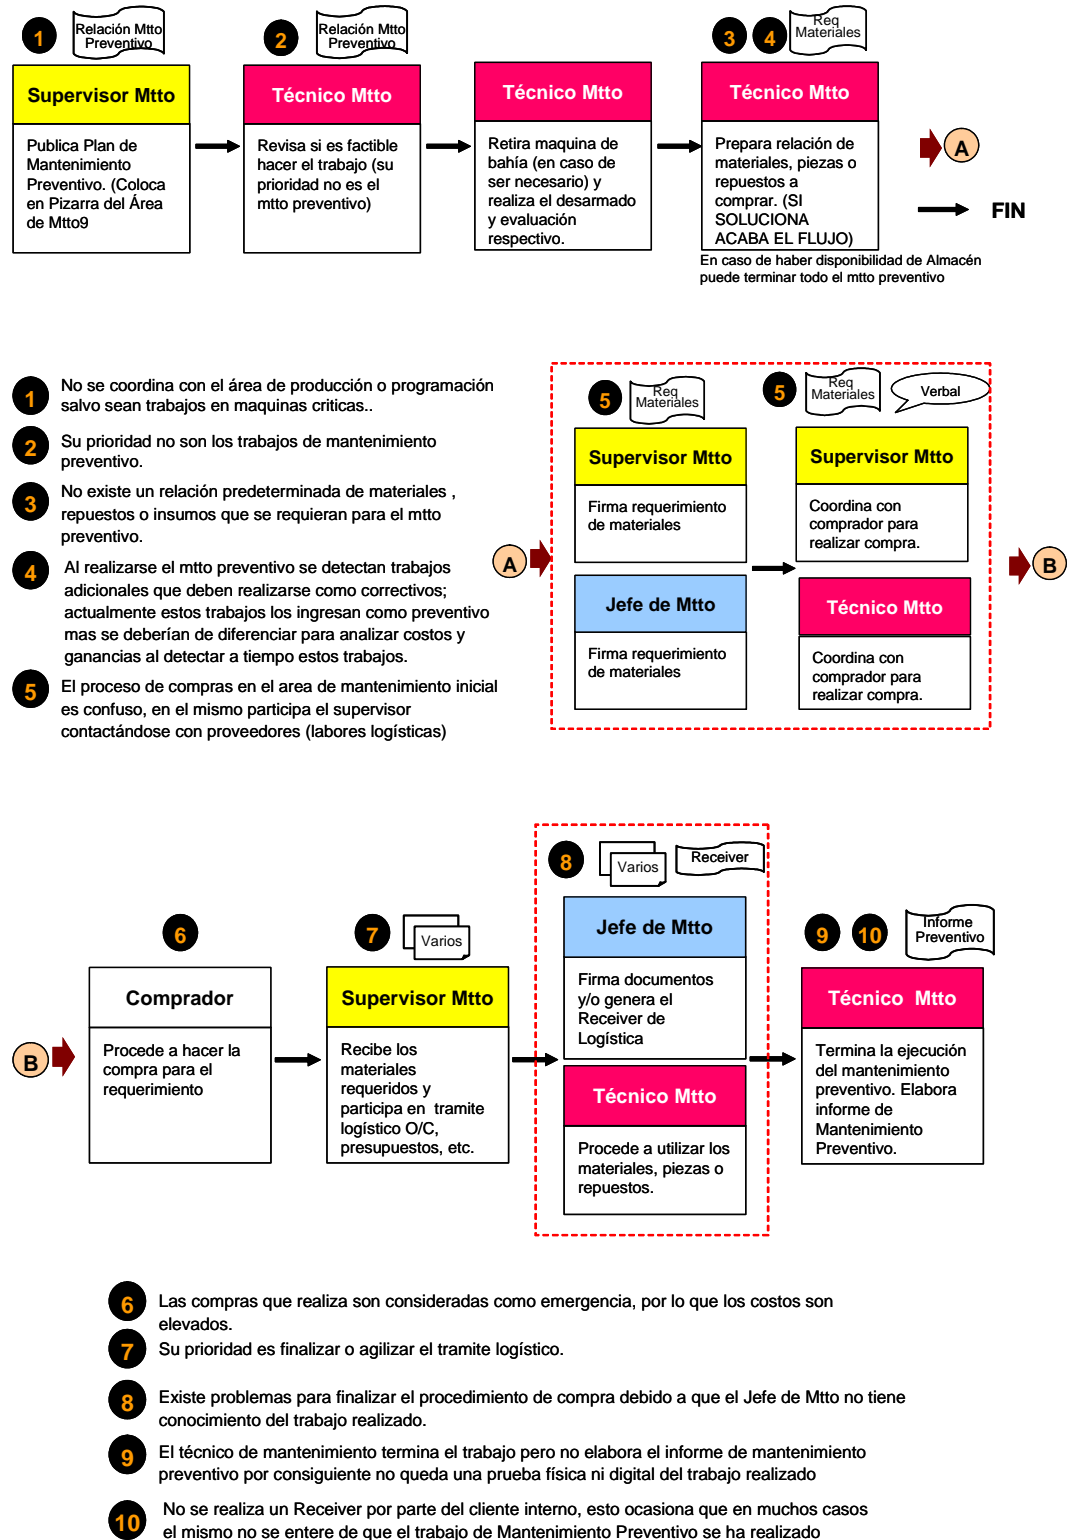 1
Relación Mtto
Preventivo
Supervisor Mtto
Publica Plan de
Mantenimiento
Preventivo. (Coloca
en Pizarra del Área
de Mtto9
2
Relación Mtto
Preventivo
Técnico Mtto
Revisa si es factible
hacer el trabajo (su
prioridad no es el
mtto preventivo)
Técnico Mtto
Retira maquina de
bahía (en caso de
ser necesario) y
realiza el desarmado
y evaluación
respectivo.
3
4
Req
Materiales
Técnico Mtto
Prepara relación de
materiales, piezas o
repuestos a
comprar. (SI
SOLUCIONA
ACABA EL FLUJO)
En caso de haber disponibilidad de Almacén
puede terminar todo el mtto preventivo
A
FIN
1
No se coordina con el área de producción o programación
salvo sean trabajos en maquinas criticas..
2
Su prioridad no son los trabajos de mantenimiento
preventivo.
3
No existe un relación predeterminada de materiales ,
repuestos o insumos que se requieran para el mtto
preventivo.
4
Al realizarse el mtto preventivo se detectan trabajos
adicionales que deben realizarse como correctivos;
actualmente estos trabajos los ingresan como preventivo
mas se deberían de diferenciar para analizar costos y
ganancias al detectar a tiempo estos trabajos.
5
El proceso de compras en el area de mantenimiento inicial
es confuso, en el mismo participa el supervisor
contactándose con proveedores (labores logísticas)
A
5
Req
Materiales
Supervisor Mtto
Firma requerimiento
de materiales
Jefe de Mtto
Firma requerimiento
de materiales
5
Req
Materiales
Verbal
Supervisor Mtto
Coordina con
comprador para
realizar compra.
Técnico Mtto
Coordina con
comprador para
realizar compra.
B
B
6
Comprador
Procede a hacer la
compra para el
requerimiento
7
Varios
Supervisor Mtto
Recibe los
materiales
requeridos y
participa en tramite
logístico O/C,
presupuestos, etc.
8
Varios
Receiver
Jefe de Mtto
Firma documentos
y/o genera el
Receiver de
Logística
Técnico Mtto
Procede a utilizar los
materiales, piezas o
repuestos.
9
10
Informe
Preventivo
Técnico Mtto
Termina la ejecución
del mantenimiento
preventivo. Elabora
informe de
Mantenimiento
Preventivo.
6
Las compras que realiza son consideradas como emergencia, por lo que los costos son
elevados.
7
Su prioridad es finalizar o agilizar el tramite logístico.
8
Existe problemas para finalizar el procedimiento de compra debido a que el Jefe de Mtto no tiene
conocimiento del trabajo realizado.
9
El técnico de mantenimiento termina el trabajo pero no elabora el informe de mantenimiento
preventivo por consiguiente no queda una prueba física ni digital del trabajo realizado
10
No se realiza un Receiver por parte del cliente interno, esto ocasiona que en muchos casos
el mismo no se entere de que el trabajo de Mantenimiento Preventivo se ha realizado